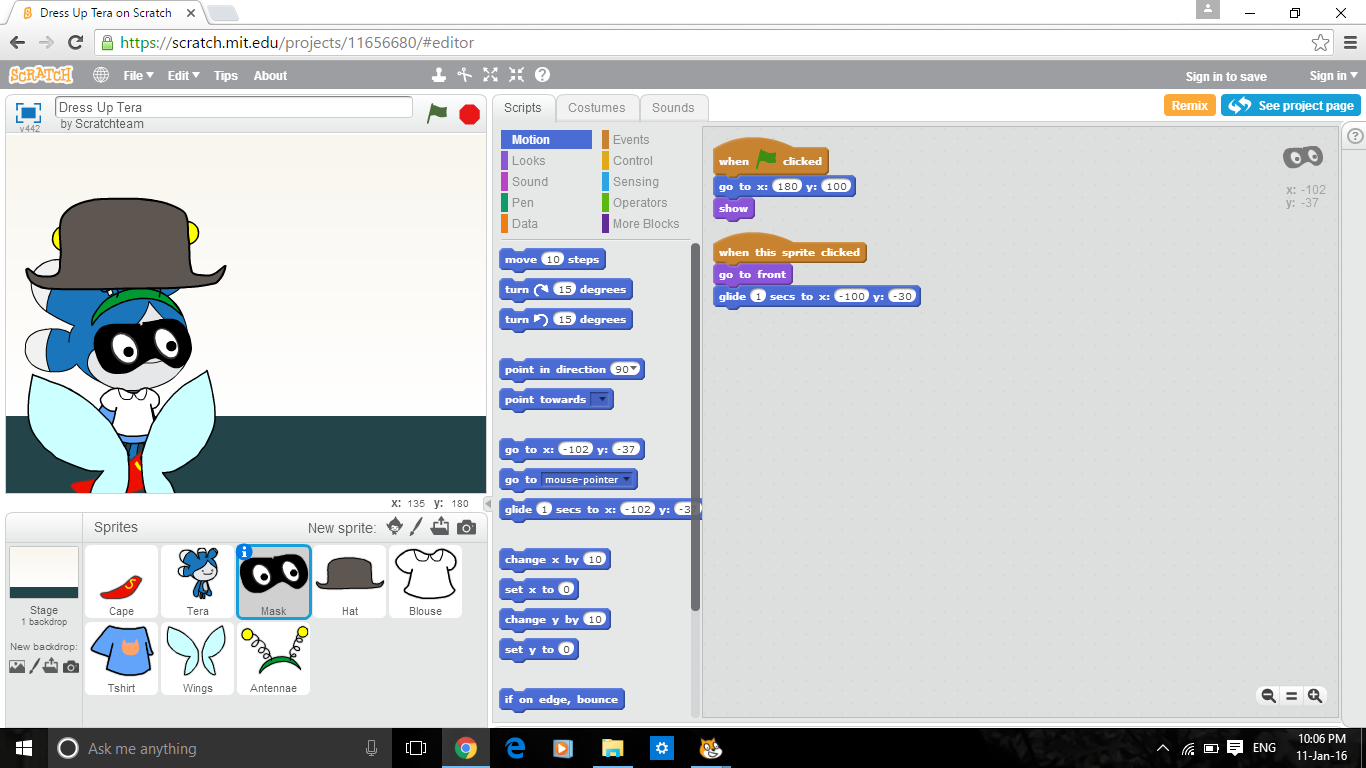 Dress Up Tera on Scratch
https://scratch.mit.edu/projects/11656680/#editor
SCRATCH File Edit Tips About Sign in to save Sign in
Dress Up Tera
by Scratchteam
v442
Scripts Costumes Sounds
Remix See project page
Motion Events
Looks Control
Sound Sensing
Pen Operators
Data More Blocks
move 10 steps
turn 15 degrees
turn 15 degrees
point in direction 90
point towards
go to x: -102 y: -37
go to mouse-pointer
glide 1 secs to x: -102 y: -37
change x by 10
set x to 0
change y by 10
set y to 0
if on edge, bounce
when clicked
go to x: 180 y: 100
show
when this sprite clicked
go to front
glide 1 secs to x: -100 y: -30
x: -102
y: -37
x: 135 y: 180
Sprites New sprite:
Stage
1 backdrop
New backdrop:
Cape Tera Mask Hat Blouse
Tshirt Wings Antennae
Ask me anything
ENG
10:06 PM
11-Jan-16